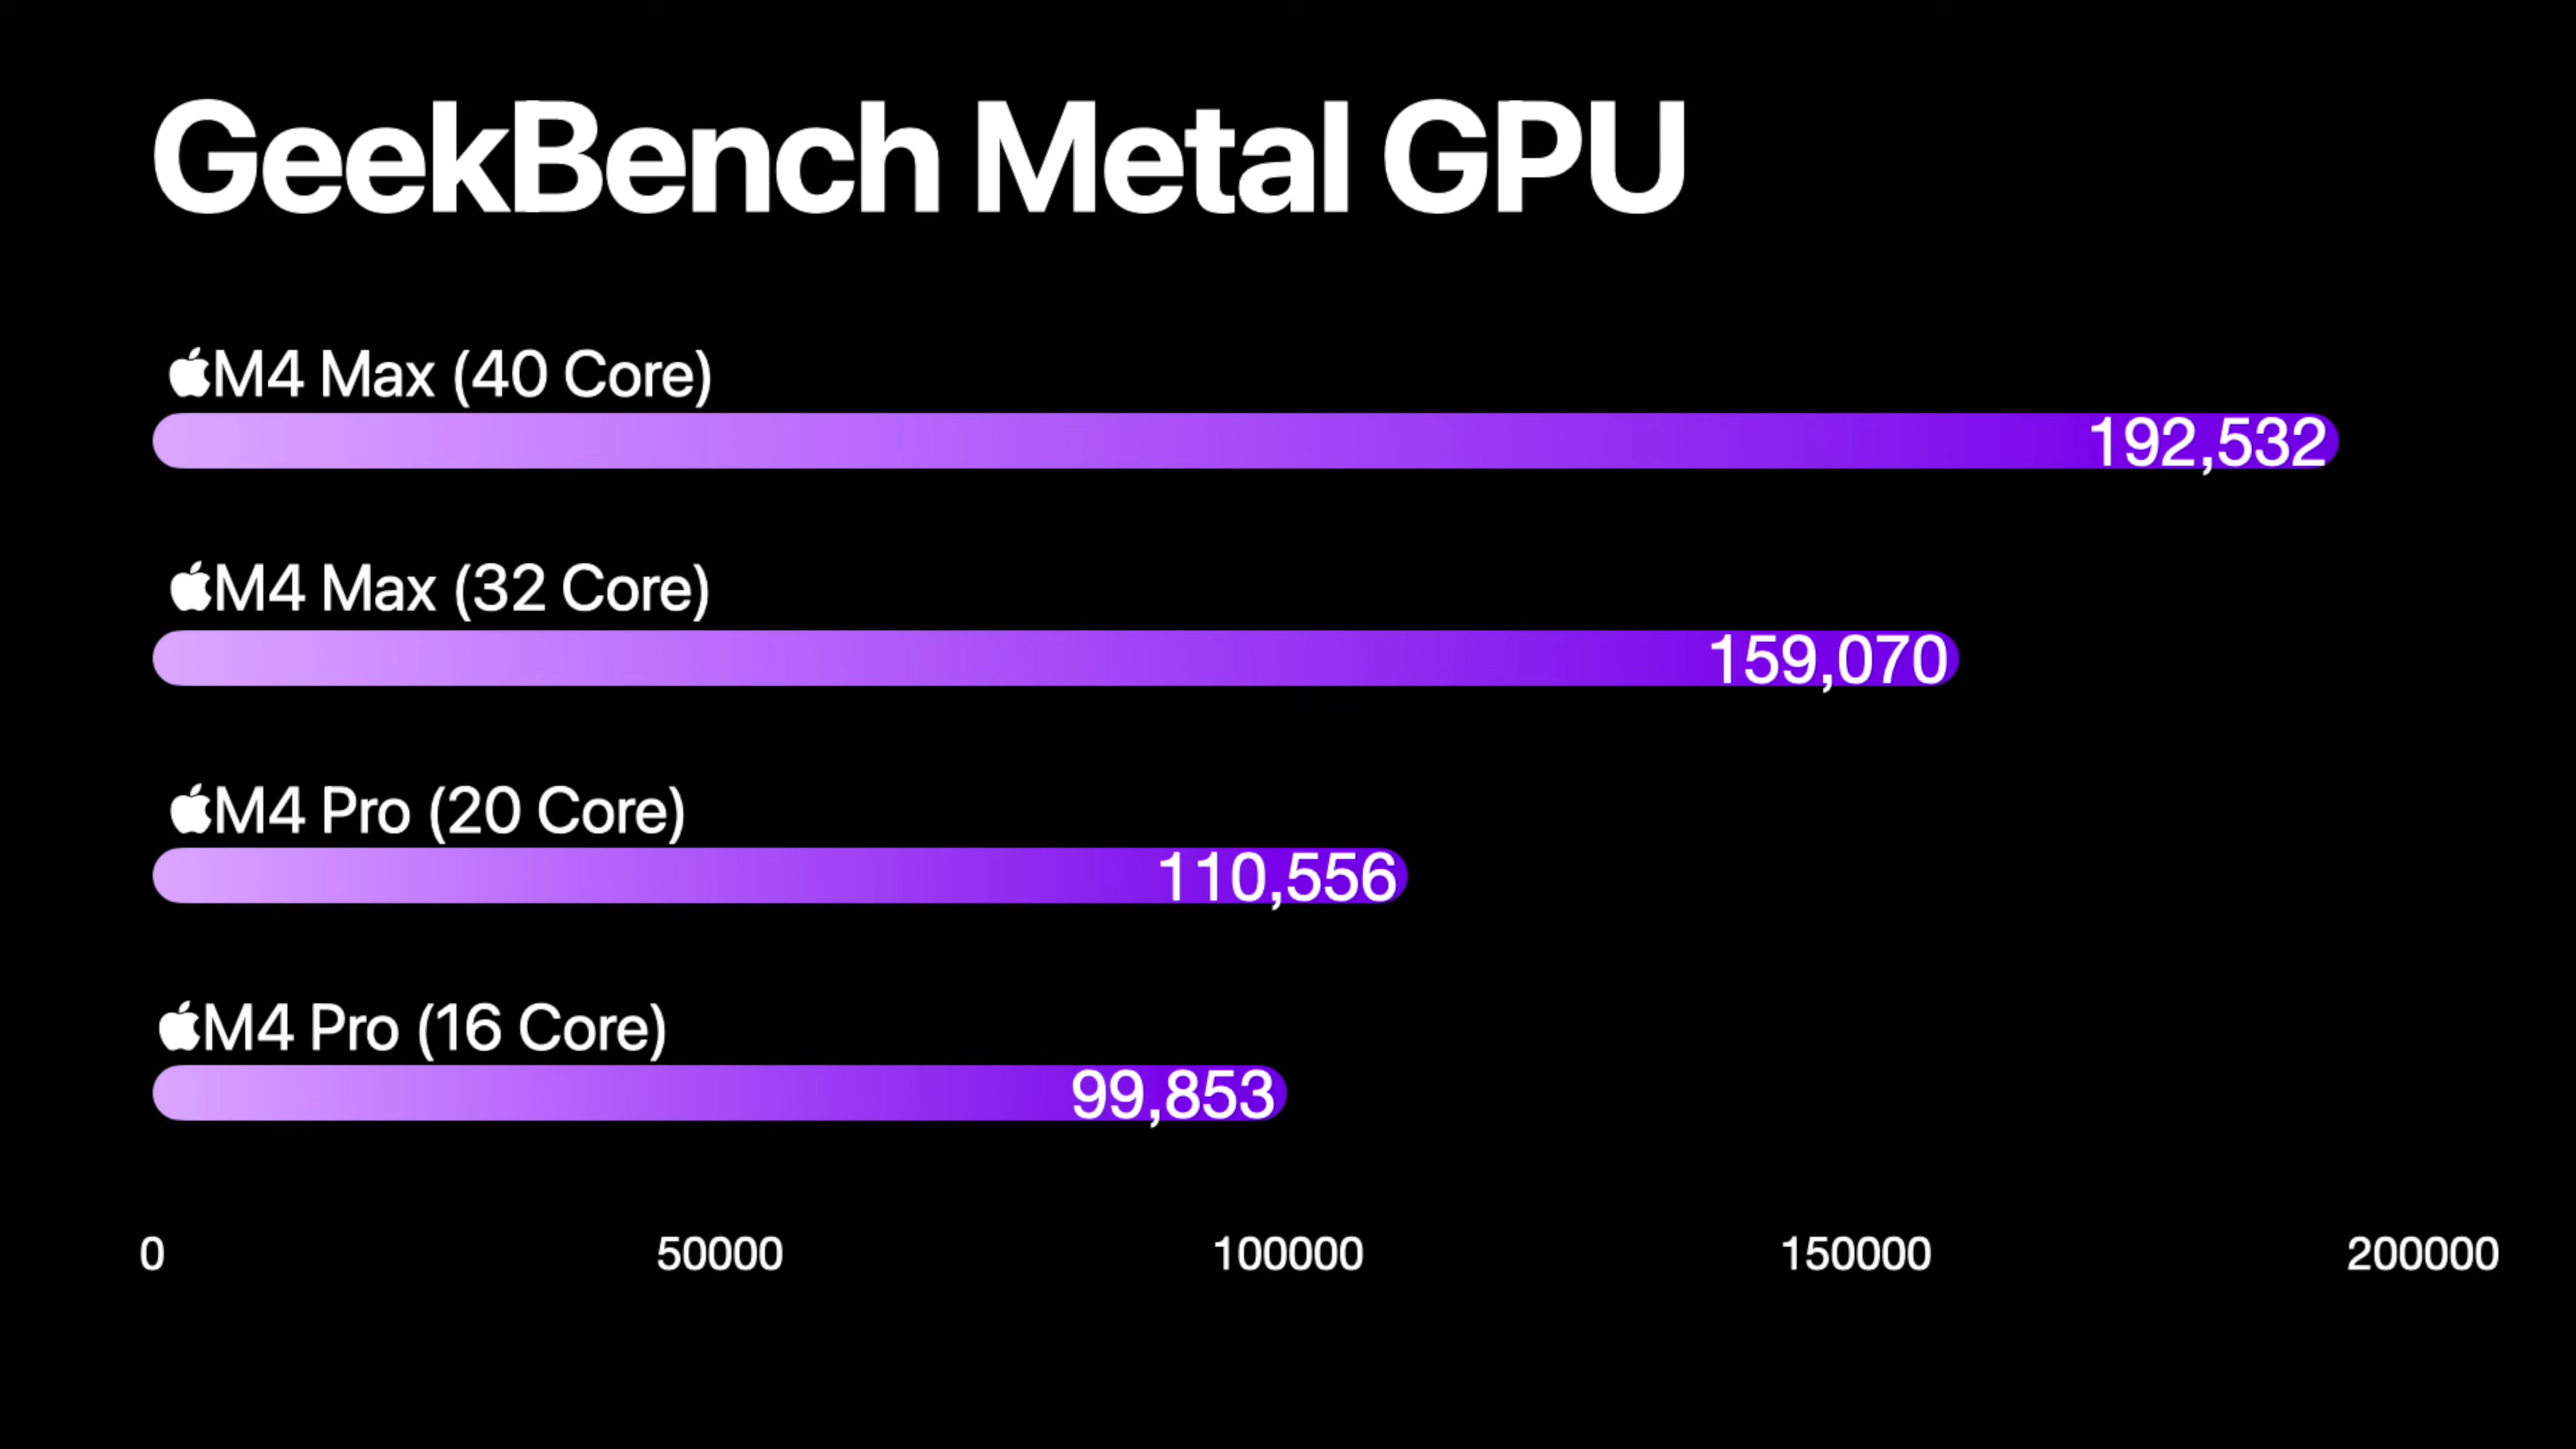 GeekBench Metal GPU
M4 Max (40 Core)
192,532
M4 Max (32 Core)
159,070
M4 Pro (20 Core)
110,556
M4 Pro (16 Core)
99,853
0 50000 100000 150000 200000